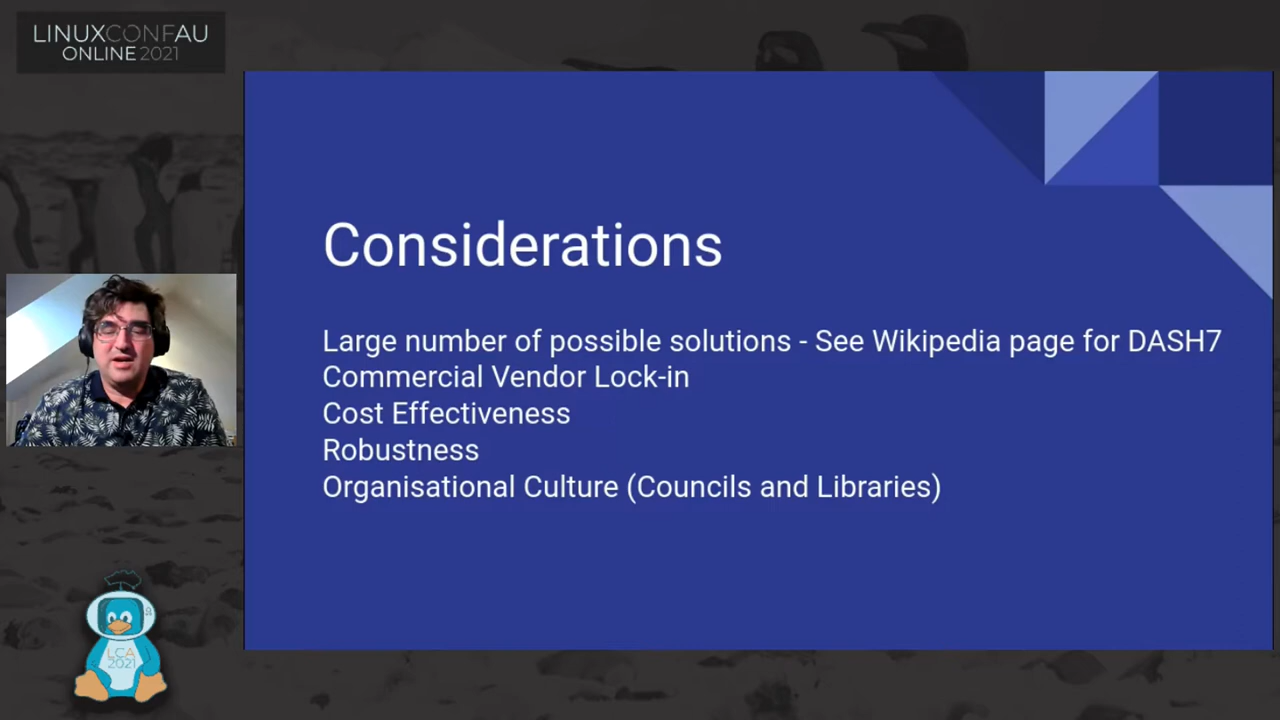 LINUXCONFAU
ONLINE 2021
Considerations
Large number of possible solutions - See Wikipedia page for DASH7
Commercial Vendor Lock-in
Cost Effectiveness
Robustness
Organisational Culture (Councils and Libraries)
LCA
2021